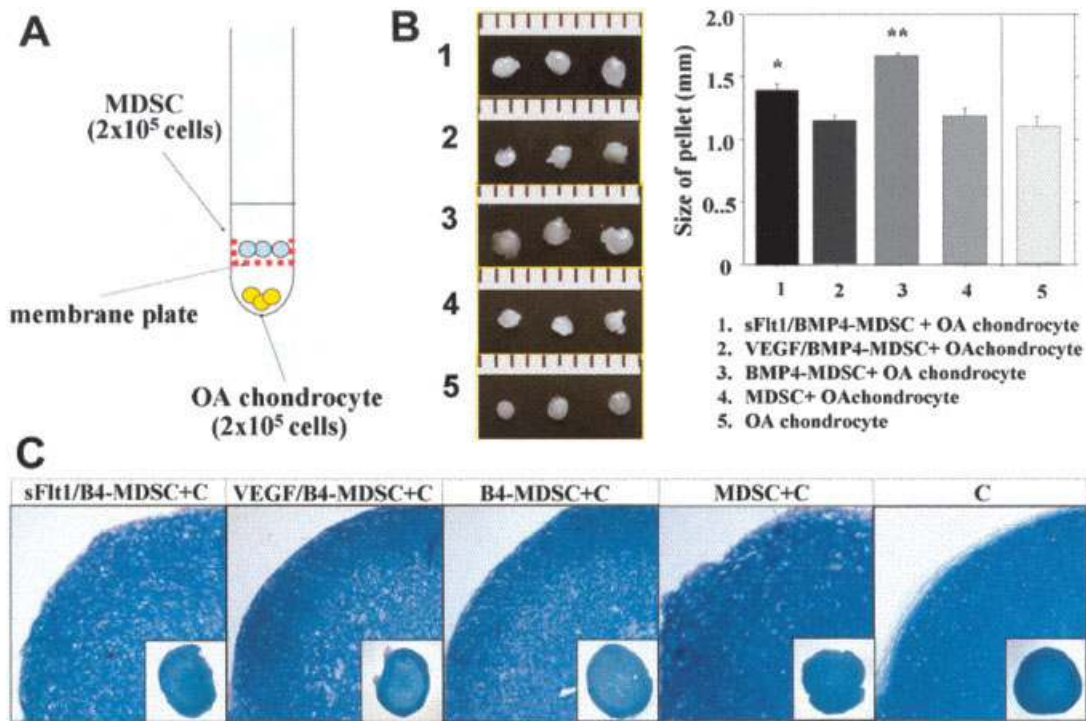 A
MDSC
(2x10⁵ cells)
membrane plate
OA chondrocyte
(2x10⁵ cells)
B
1
2
3
4
5
Size of pellet (mm)
2.0
1.5
1.0
0..5
0
*
**
1 2 3 4 5
1. sFlt1/BMP4-MDSC + OA chondrocyte
2. VEGF/BMP4-MDSC+ OAchondrocyte
3. BMP4-MDSC+ OA chondrocyte
4. MDSC+ OAchondrocyte
5. OA chondrocyte
C
sFlt1/B4-MDSC+C VEGF/B4-MDSC+C B4-MDSC+C MDSC+C C